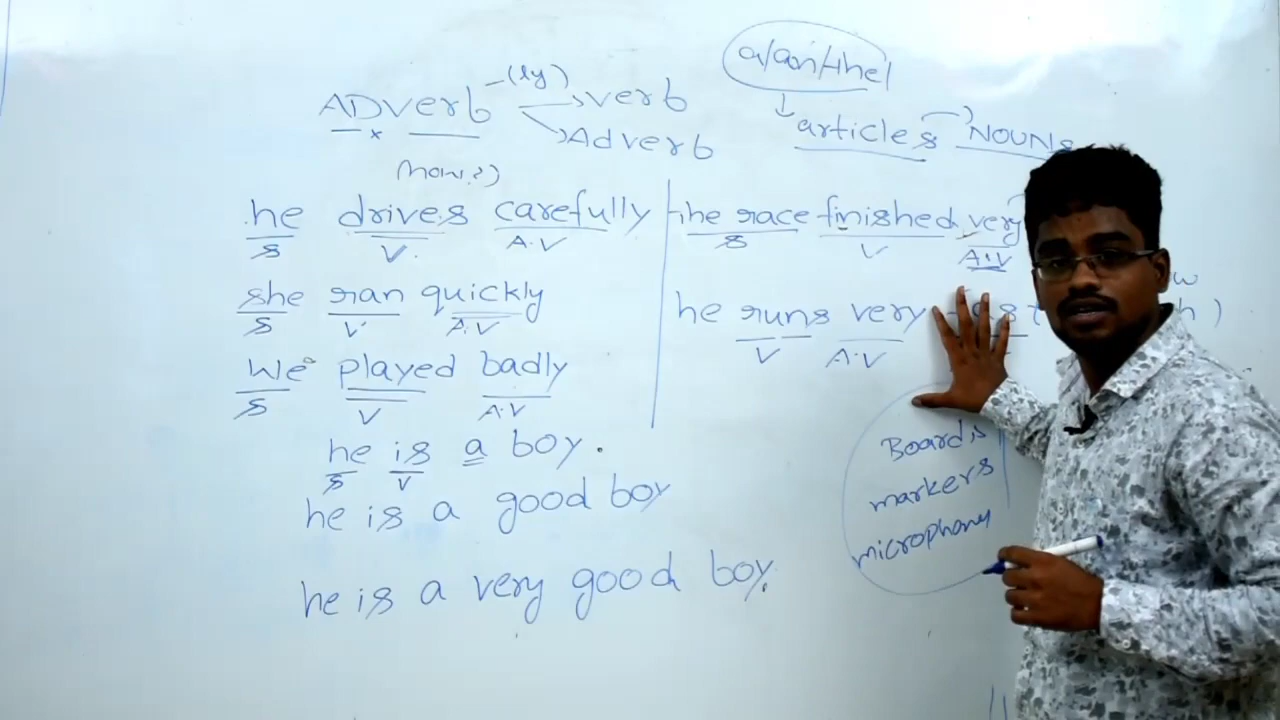 a/an/the
ADverb -(ly) verb
Adverb
articles NOUNs
(how?)
he drives carefully
S V A.V
she ran quickly
S V A.V
we played badly
S V A.V
he is a boy.
S V
he is a good boy
he is a very good boy.
the race finished very
S V A.V
he runs very
V A.V
Boards
markers